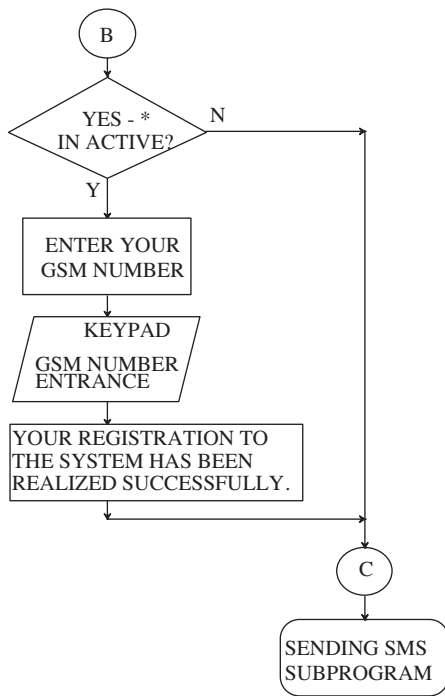 B
YES - *
IN ACTIVE?
N
Y
ENTER YOUR
GSM NUMBER
KEYPAD
GSM NUMBER
ENTRANCE
YOUR REGISTRATION TO
THE SYSTEM HAS BEEN
REALIZED SUCCESSFULLY.
C
SENDING SMS
SUBPROGRAM